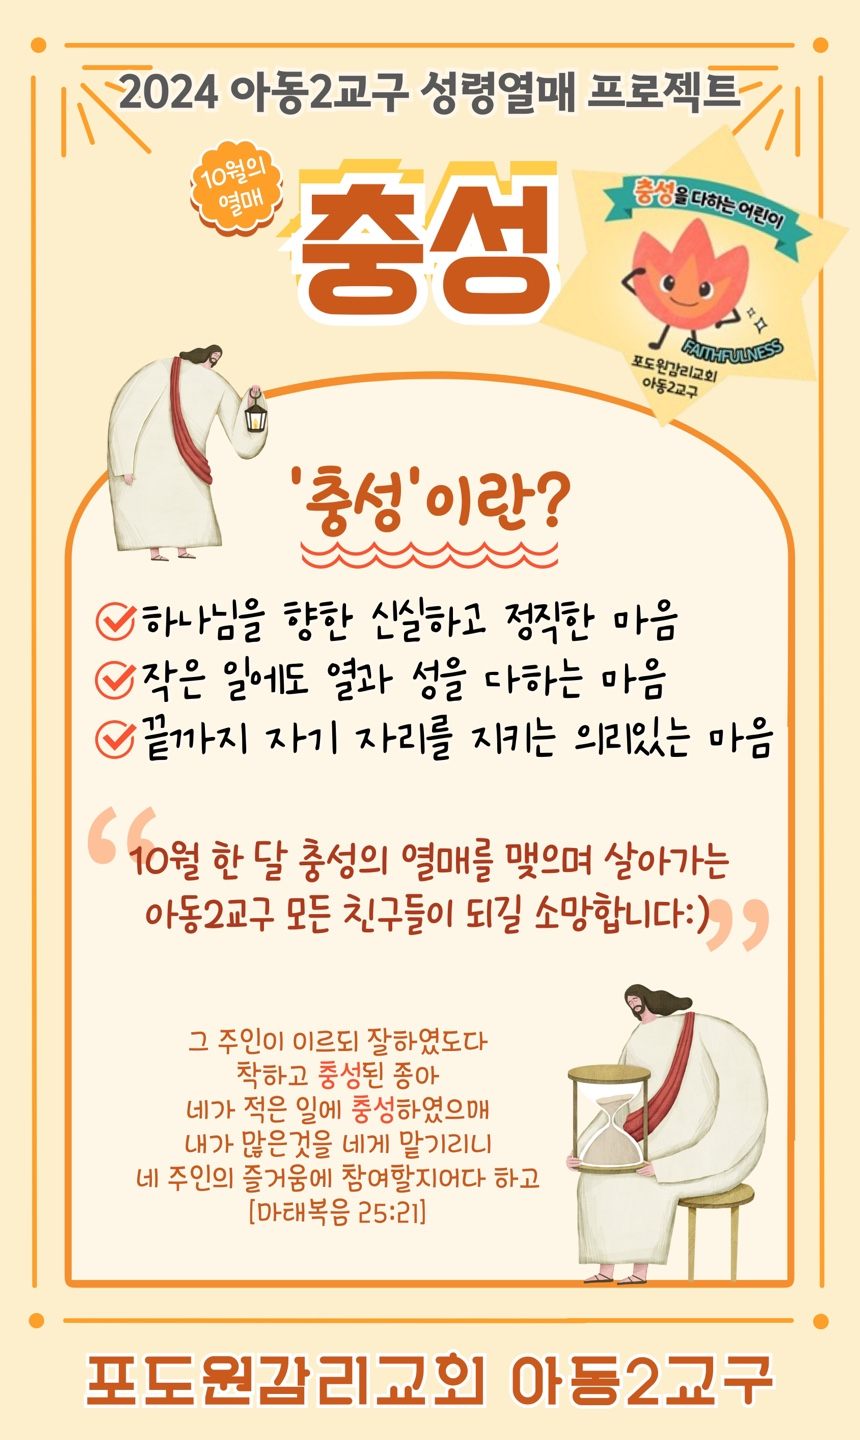 2024 아동2교구 성령열매 프로젝트
10월의
열매
충성
충성을 다하는 어린이
FAITHFULNESS
포도원감리교회
아동2교구
'충성'이란?
하나님을 향한 신실하고 정직한 마음
작은 일에도 열과 성을 다하는 마음
끝까지 자기 자리를 지키는 의리있는 마음
“10월 한 달 충성의 열매를 맺으며 살아가는
아동2교구 모든 친구들이 되길 소망합니다:)”
그 주인이 이르되 잘하였도다
착하고 충성된 종아
네가 적은 일에 충성하였으매
내가 많은것을 네게 맡기리니
네 주인의 즐거움에 참여할지어다 하고
[마태복음 25:21]
포도원감리교회 아동2교구